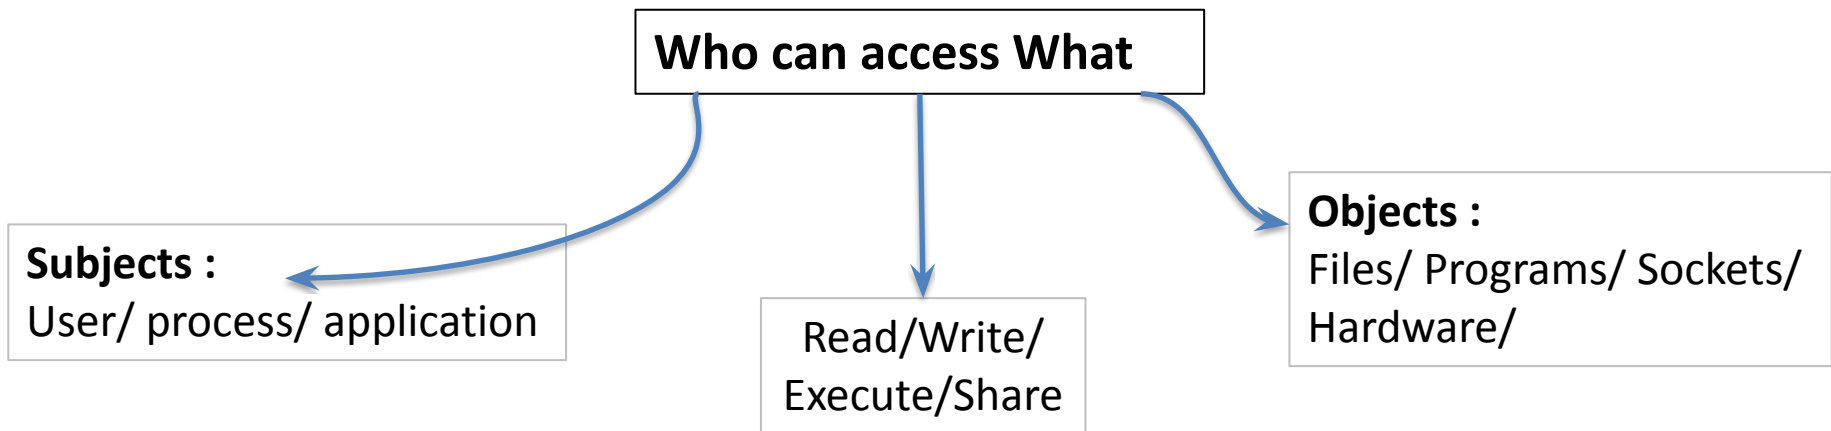 Who can access What
Subjects :
User/ process/ application
Read/Write/
Execute/Share
Objects :
Files/ Programs/ Sockets/
Hardware/